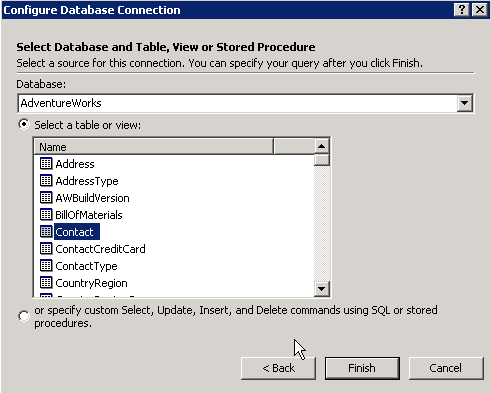 Configure Database Connection
Select Database and Table, View or Stored Procedure
Select a source for this connection. You can specify your query after you click Finish.
Database:
AdventureWorks
Select a table or view:
Name
Address
AddressType
AWBuildVersion
BillOfMaterials
Contact
ContactCreditCard
ContactType
CountryRegion
or specify custom Select, Update, Insert, and Delete commands using SQL or stored
procedures.
< Back
Finish
Cancel